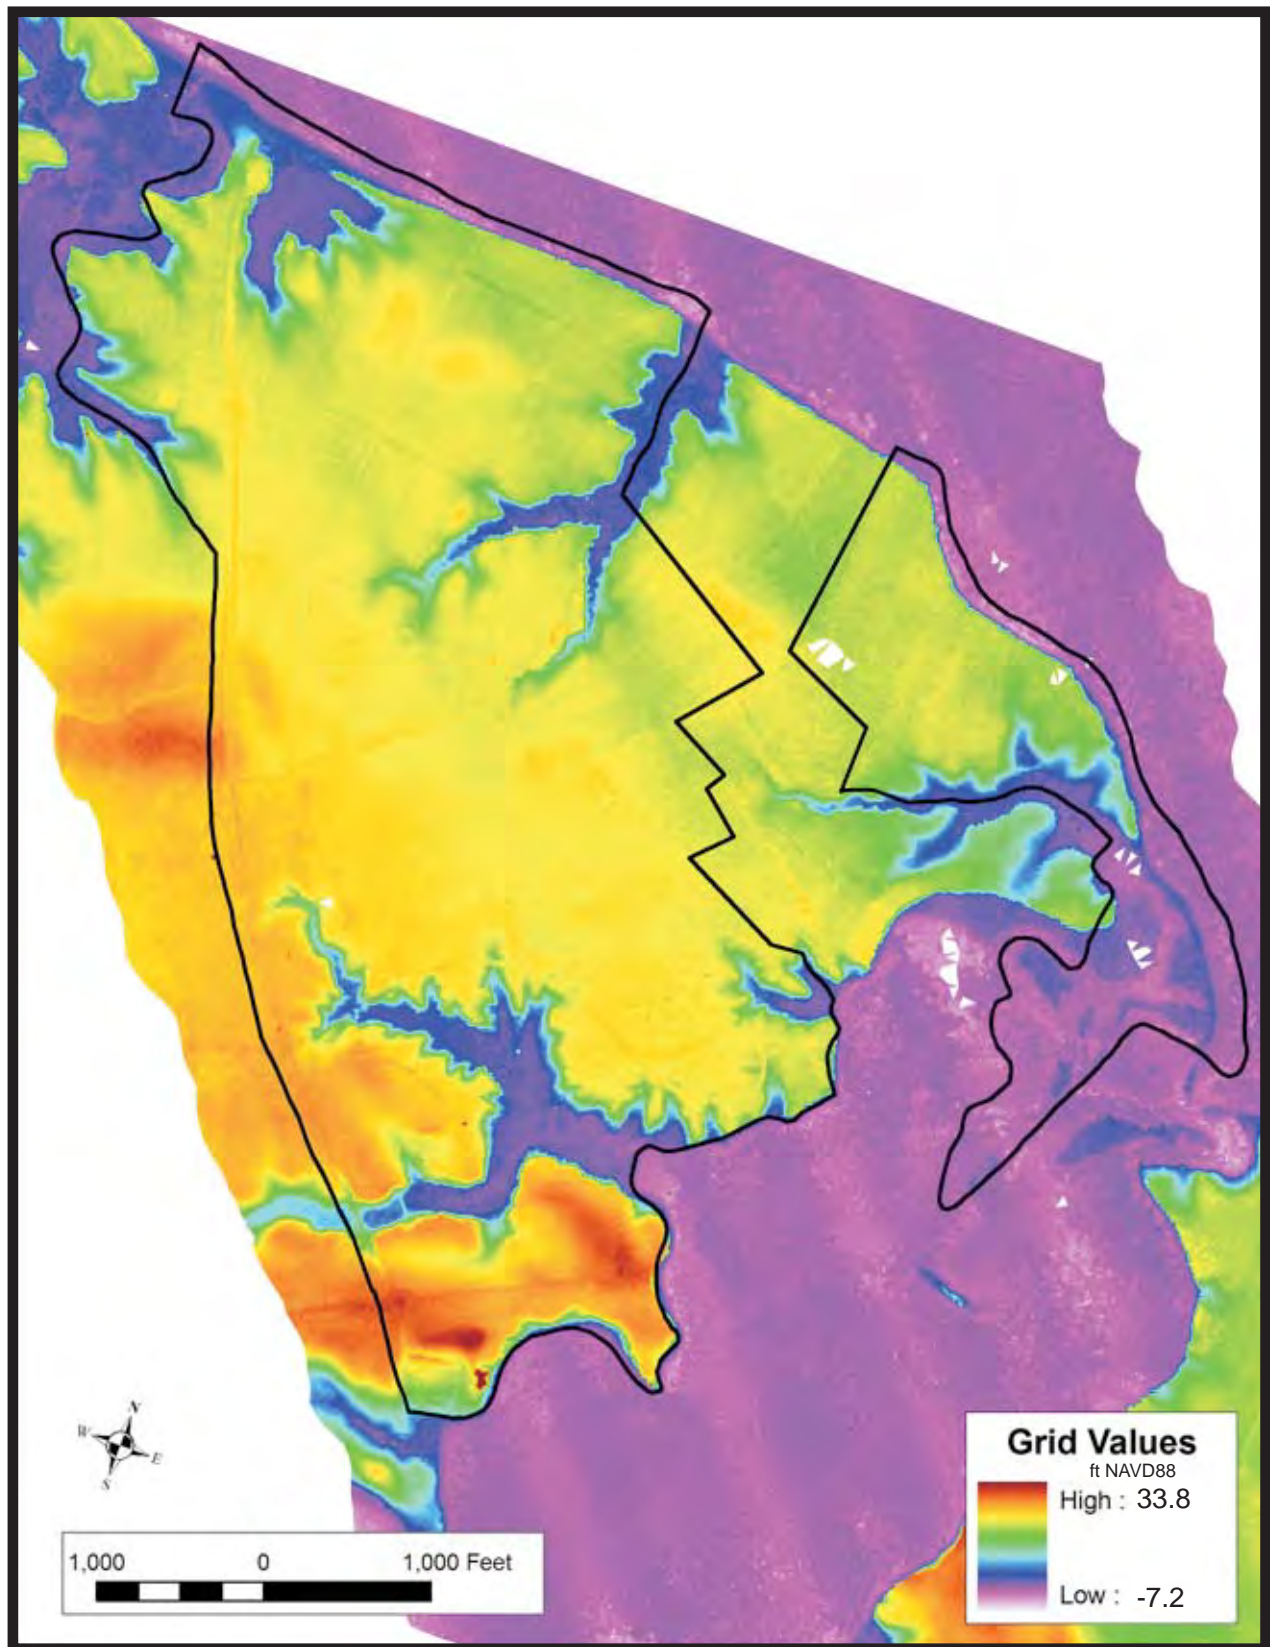 N
W
E
S
1,000 0 1,000 Feet
Grid Values
ft NAVD88
High : 33.8
Low : -7.2